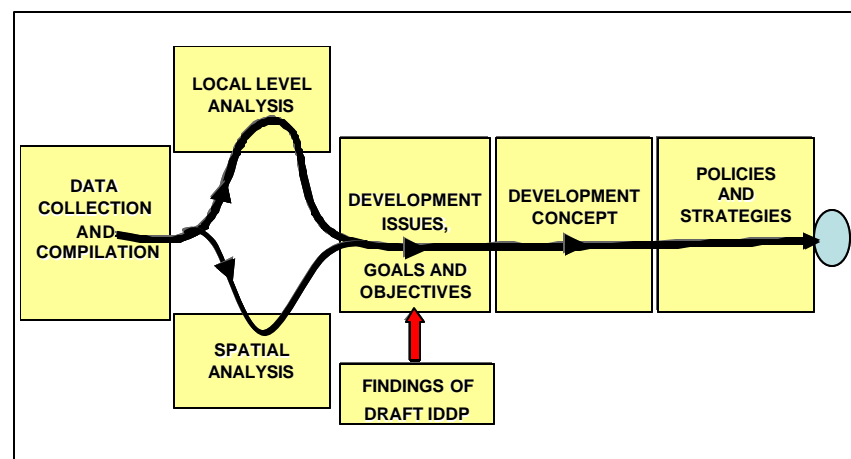 LOCAL LEVEL
ANALYSIS
DATA
COLLECTION
AND
COMPILATION
SPATIAL
ANALYSIS
DEVELOPMENT
ISSUES,
GOALS AND
OBJECTIVES
FINDINGS OF
DRAFT IDDP
DEVELOPMENT
CONCEPT
POLICIES
AND
STRATEGIES